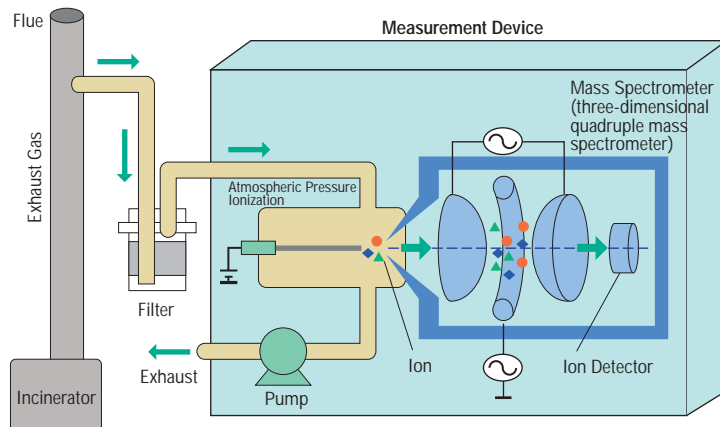 Flue
Measurement Device
Exhaust Gas
Mass Spectrometer
(three-dimensional
quadruple mass
spectrometer)
Atmospheric Pressure
Ionization
Filter
Exhaust
Pump
Ion
Ion Detector
Incinerator